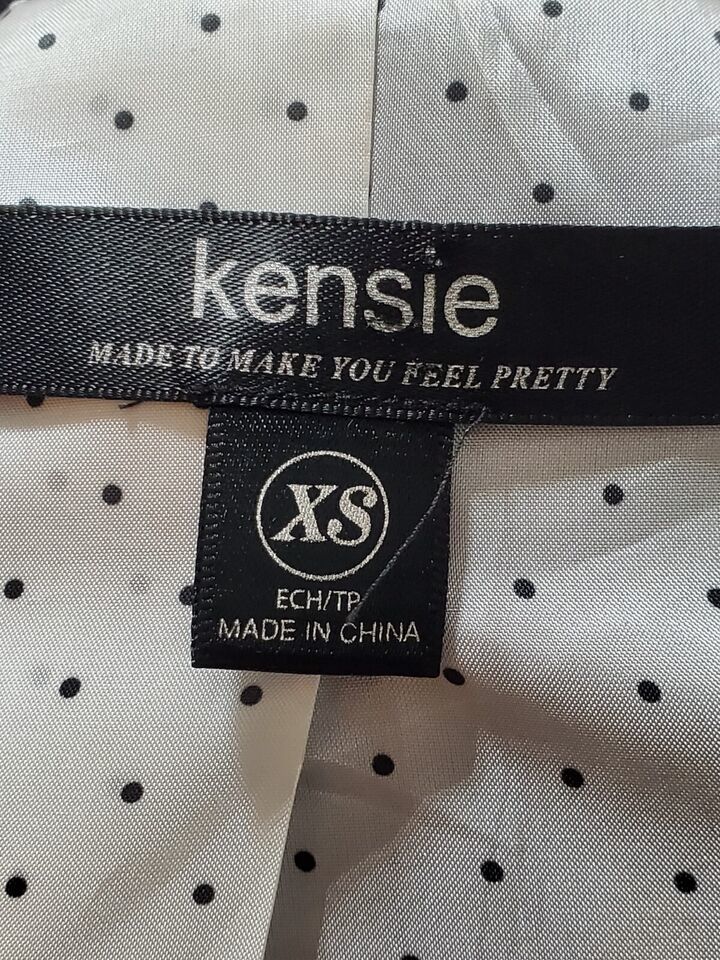 kensie
MADE TO MAKE YOU FEEL PRETTY
XS
ECH/TP
MADE IN CHINA